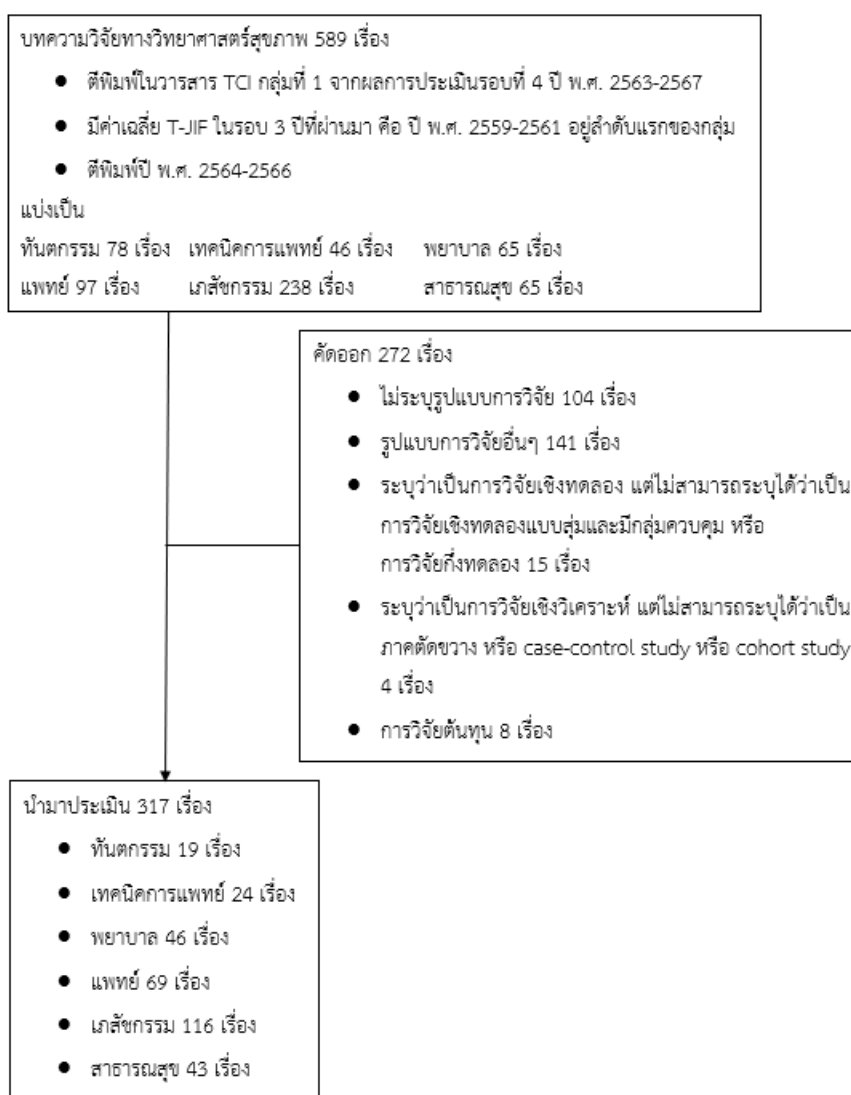 บทความวิจัยทางวิทยาศาสตร์สุขภาพ 589 เรื่อง
● ตีพิมพ์ในวารสาร TCI กลุ่มที่ 1 จากผลการประเมินรอบที่ 4 ปี พ.ศ. 2563-2567
● มีค่าเฉลี่ย T-JIF ในรอบ 3 ปีที่ผ่านมา คือ ปี พ.ศ. 2559-2561 อยู่ลำดับแรกของกลุ่ม
● ตีพิมพ์ปี พ.ศ. 2564-2566
แบ่งเป็น
ทันตกรรม 78 เรื่อง เทคนิคการแพทย์ 46 เรื่อง พยาบาล 65 เรื่อง
แพทย์ 97 เรื่อง เภสัชกรรม 238 เรื่อง สาธารณสุข 65 เรื่อง
คัดออก 272 เรื่อง
● ไม่ระบุรูปแบบการวิจัย 104 เรื่อง
● รูปแบบการวิจัยอื่นๆ 141 เรื่อง
● ระบุว่าเป็นการวิจัยเชิงทดลอง แต่ไม่สามารถระบุได้ว่าเป็น
การวิจัยเชิงทดลองแบบสุ่มและมีกลุ่มควบคุม หรือ
การวิจัยกึ่งทดลอง 15 เรื่อง
● ระบุว่าเป็นการวิจัยเชิงวิเคราะห์ แต่ไม่สามารถระบุได้ว่าเป็น
ภาคตัดขวาง หรือ case-control study หรือ cohort study
4 เรื่อง
● การวิจัยต้นทุน 8 เรื่อง
นำมาประเมิน 317 เรื่อง
● ทันตกรรม 19 เรื่อง
● เทคนิคการแพทย์ 24 เรื่อง
● พยาบาล 46 เรื่อง
● แพทย์ 69 เรื่อง
● เภสัชกรรม 116 เรื่อง
● สาธารณสุข 43 เรื่อง